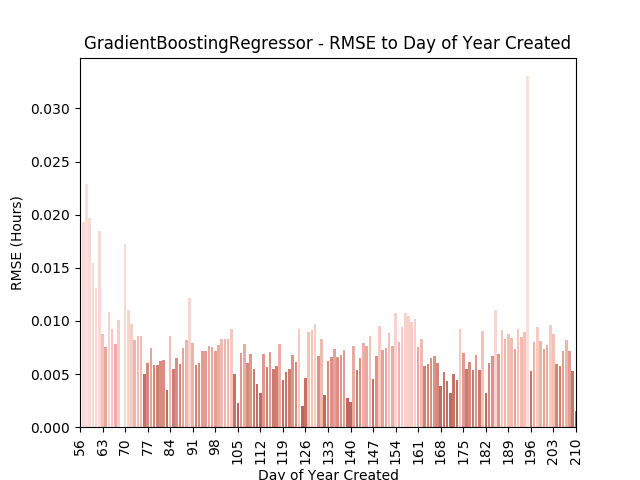 GradientBoostingRegressor - RMSE to Day of Year Created
RMSE (Hours)
0.030
0.025
0.020
0.015
0.010
0.005
0.000
56 63 70 77 84 91 98 105 112 119 126 133 140 147 154 161 168 175 182 189 196 203 210
Day of Year Created